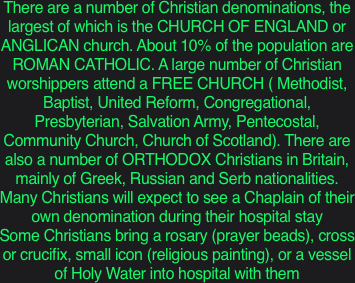 There are a number of Christian denominations, the
largest of which is the CHURCH OF ENGLAND or
ANGLICAN church. About 10% of the population are
ROMAN CATHOLIC. A large number of Christian
worshippers attend a FREE CHURCH ( Methodist,
Baptist, United Reform, Congregational,
Presbyterian, Salvation Army, Pentecostal,
Community Church, Church of Scotland). There are
also a number of ORTHODOX Christians in Britain,
mainly of Greek, Russian and Serb nationalities.
Many Christians will expect to see a Chaplain of their
own denomination during their hospital stay
Some Christians bring a rosary (prayer beads), cross
or crucifix, small icon (religious painting), or a vessel
of Holy Water into hospital with them